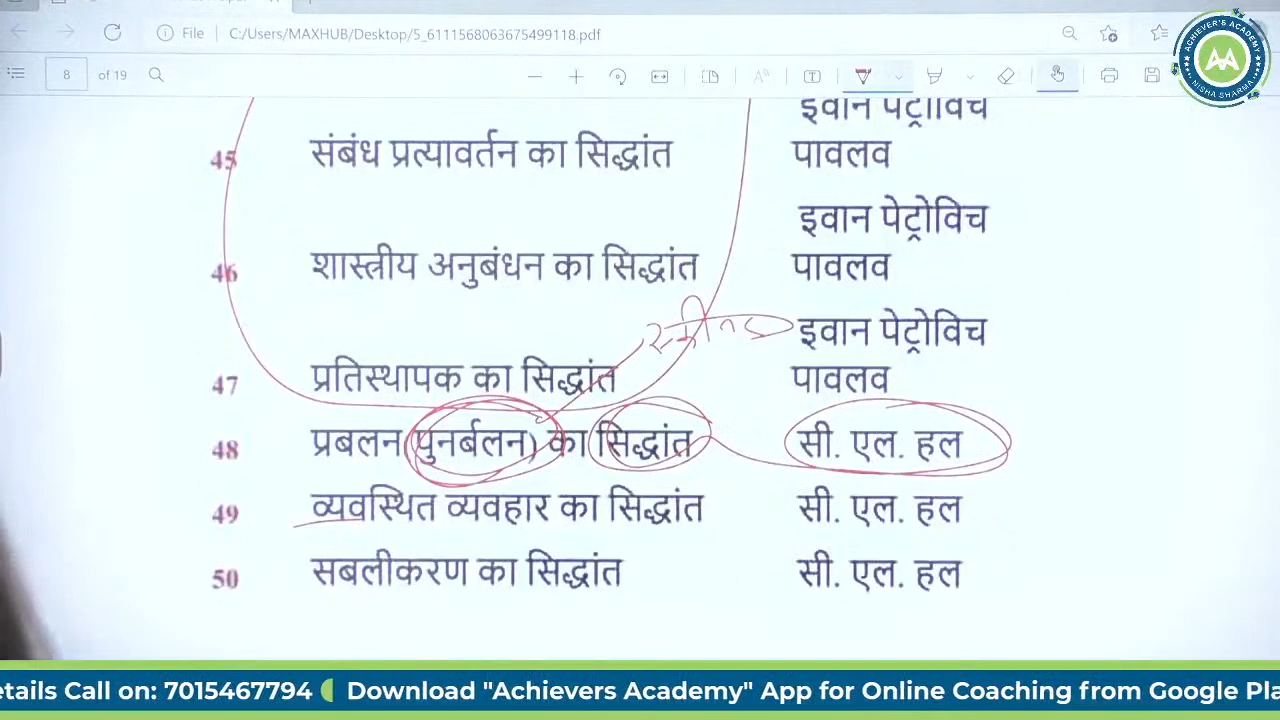 File C:/Users/MAXHUB/Desktop/5_6111568063675499118.pdf
8 of 19
ACHIEVER'S ACADEMY
AA
NISHA SHARMA
इवान पेट्रोविच
45 संबंध प्रत्यावर्तन का सिद्धांत पावलव
इवान पेट्रोविच
46 शास्त्रीय अनुबंधन का सिद्धांत पावलव
इवान पेट्रोविच
47 प्रतिस्थापक का सिद्धांत पावलव
48 प्रबलन(पुनर्बलन) का सिद्धांत सी. एल. हल
49 व्यवस्थित व्यवहार का सिद्धांत सी. एल. हल
50 सबलीकरण का सिद्धांत सी. एल. हल
etails Call on: 7015467794 Download "Achievers Academy" App for Online Coaching from Google Pla